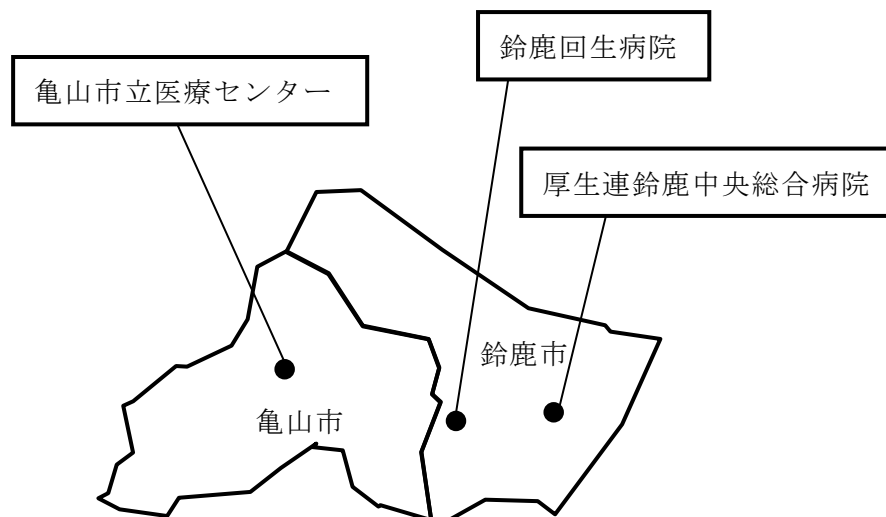 鈴鹿回生病院
亀山市立医療センター
厚生連鈴鹿中央総合病院
鈴鹿市
亀山市